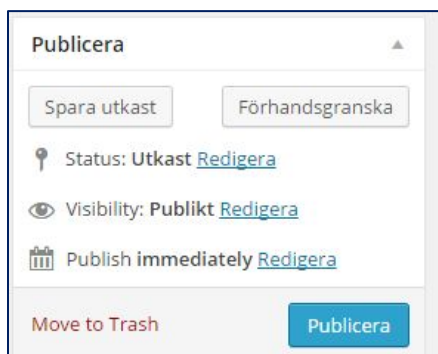 Publicera
Spara utkast Förhandsgranska
Status: Utkast Redigera
Visibility: Publikt Redigera
Publish immediately Redigera
Move to Trash Publicera